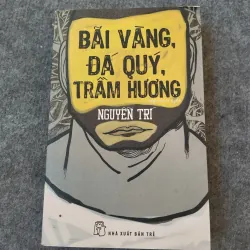 BÃI VÀNG,
ĐÁ QUÝ,
TRẦM HƯƠNG
NGUYỄN TRÍ
NHÀ XUẤT BẢN TRẺ